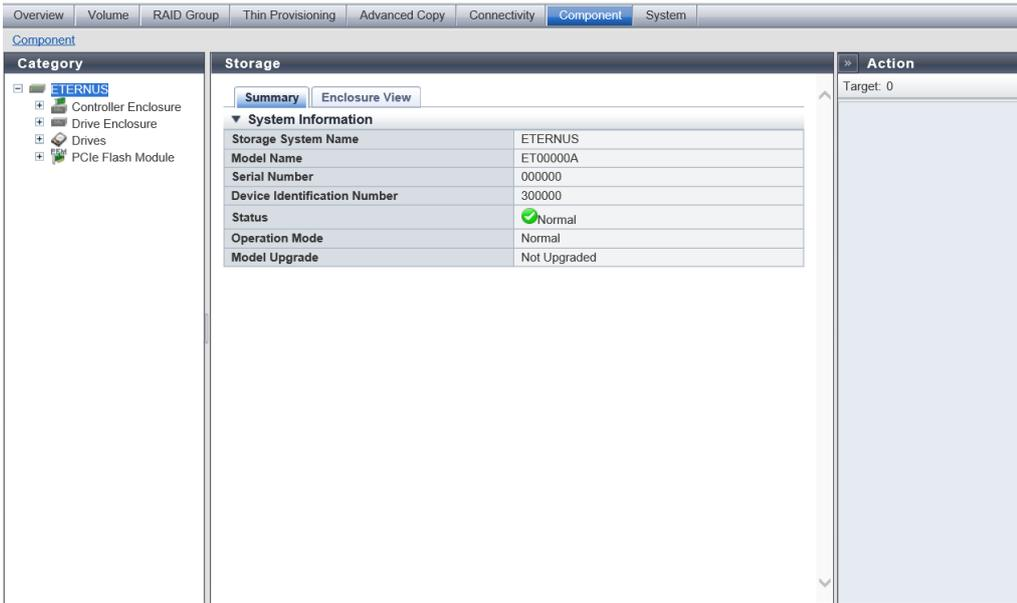 Overview Volume RAID Group Thin Provisioning Advanced Copy Connectivity Component System
Component
Category
ETERNUS
Controller Enclosure
Drive Enclosure
Drives
PCIe Flash Module
Storage
Summary Enclosure View
▼ System Information
Storage System Name ETERNUS
Model Name ET00000A
Serial Number 000000
Device Identification Number 300000
Status Normal
Operation Mode Normal
Model Upgrade Not Upgraded
» Action
Target: 0